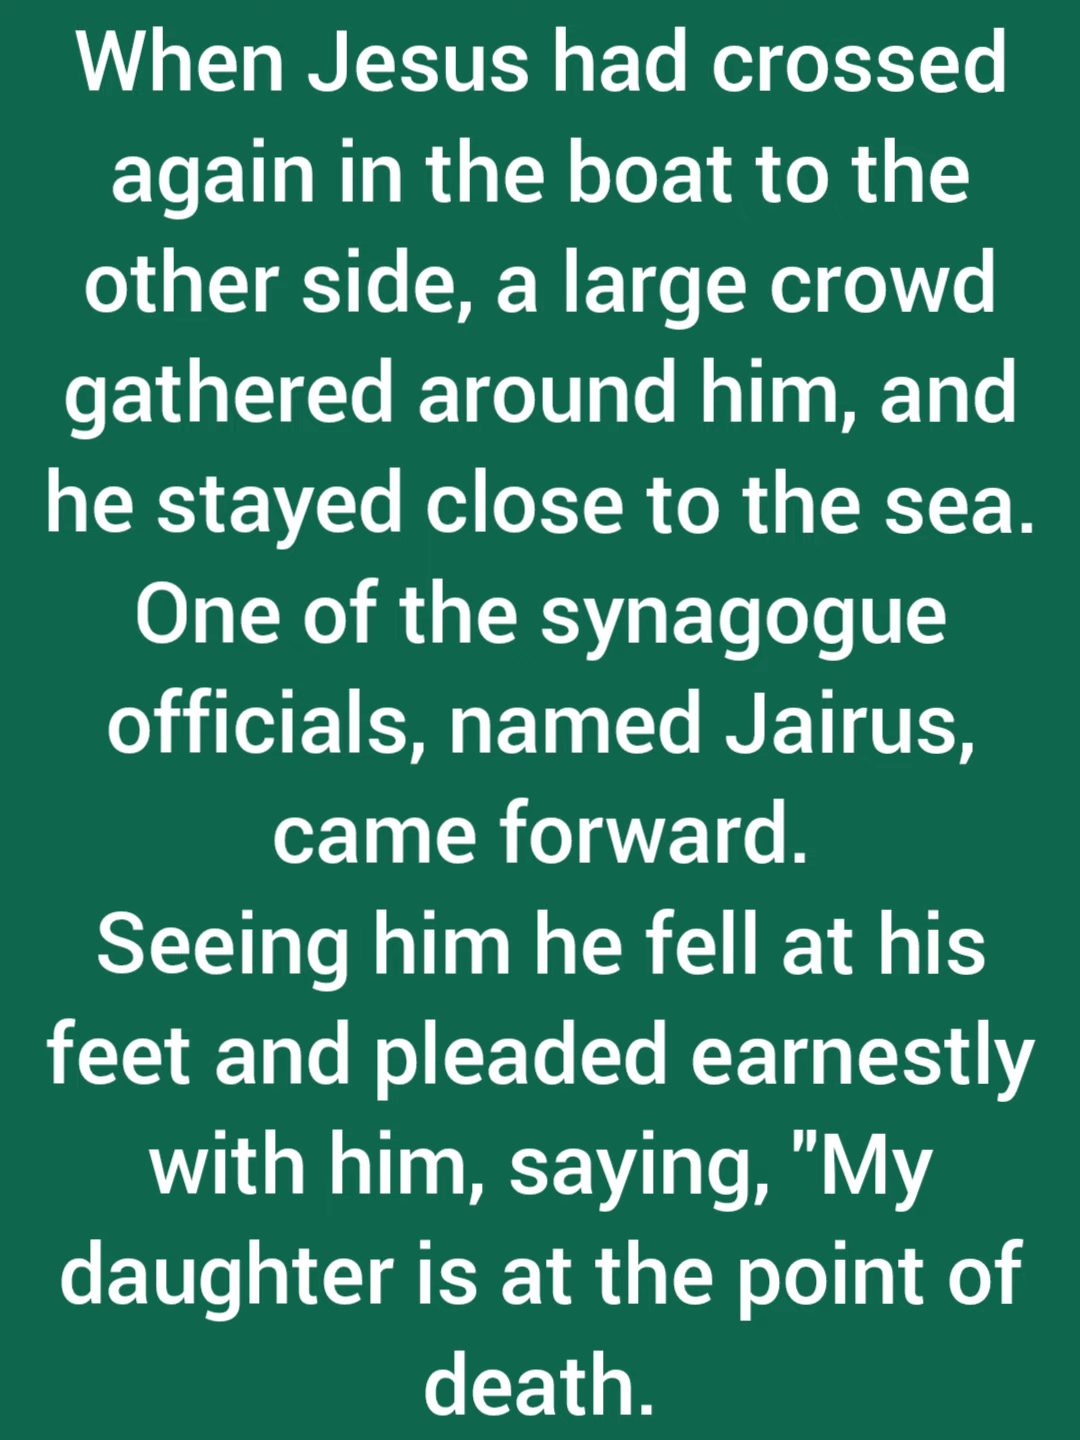 When Jesus had crossed
again in the boat to the
other side, a large crowd
gathered around him, and
he stayed close to the sea.
One of the synagogue
officials, named Jairus,
came forward.
Seeing him he fell at his
feet and pleaded earnestly
with him, saying, "My
daughter is at the point of
death.